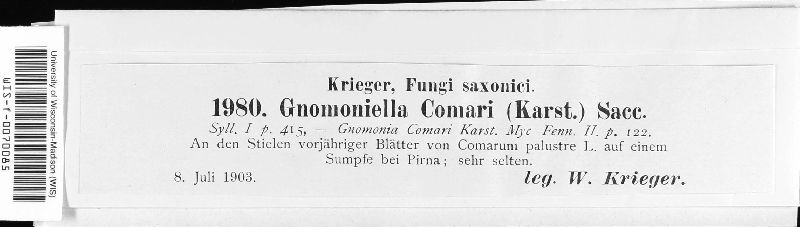 University of Wisconsin-Madison (WIS)
WIS-f-0070085
Krieger, Fungi saxonici.
1980. Gnomoniella Comari (Karst.) Sacc.
Syll. I p. 415, — Gnomonia Comari Karst. Myc Fenn. II. p. 122.
An den Stielen vorjähriger Blätter von Comarum palustre L. auf einem
Sumpfe bei Pirna; sehr selten.
8. Juli 1903. leg. W. Krieger.